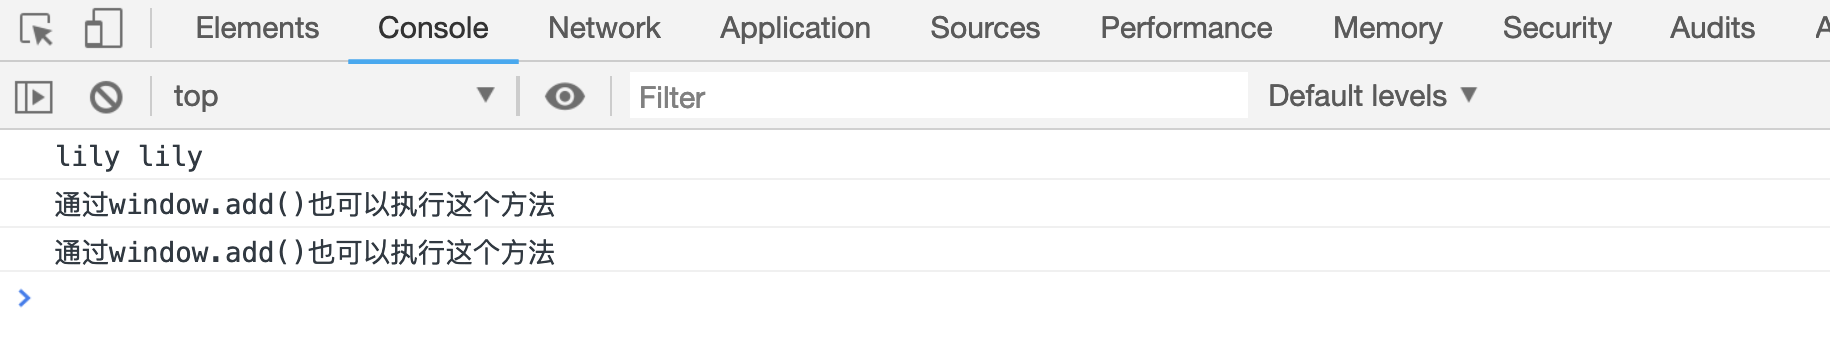 Elements Console Network Application Sources Performance Memory Security Audits
top Filter Default levels
lily lily
通过window.add()也可以执行这个方法
通过window.add()也可以执行这个方法